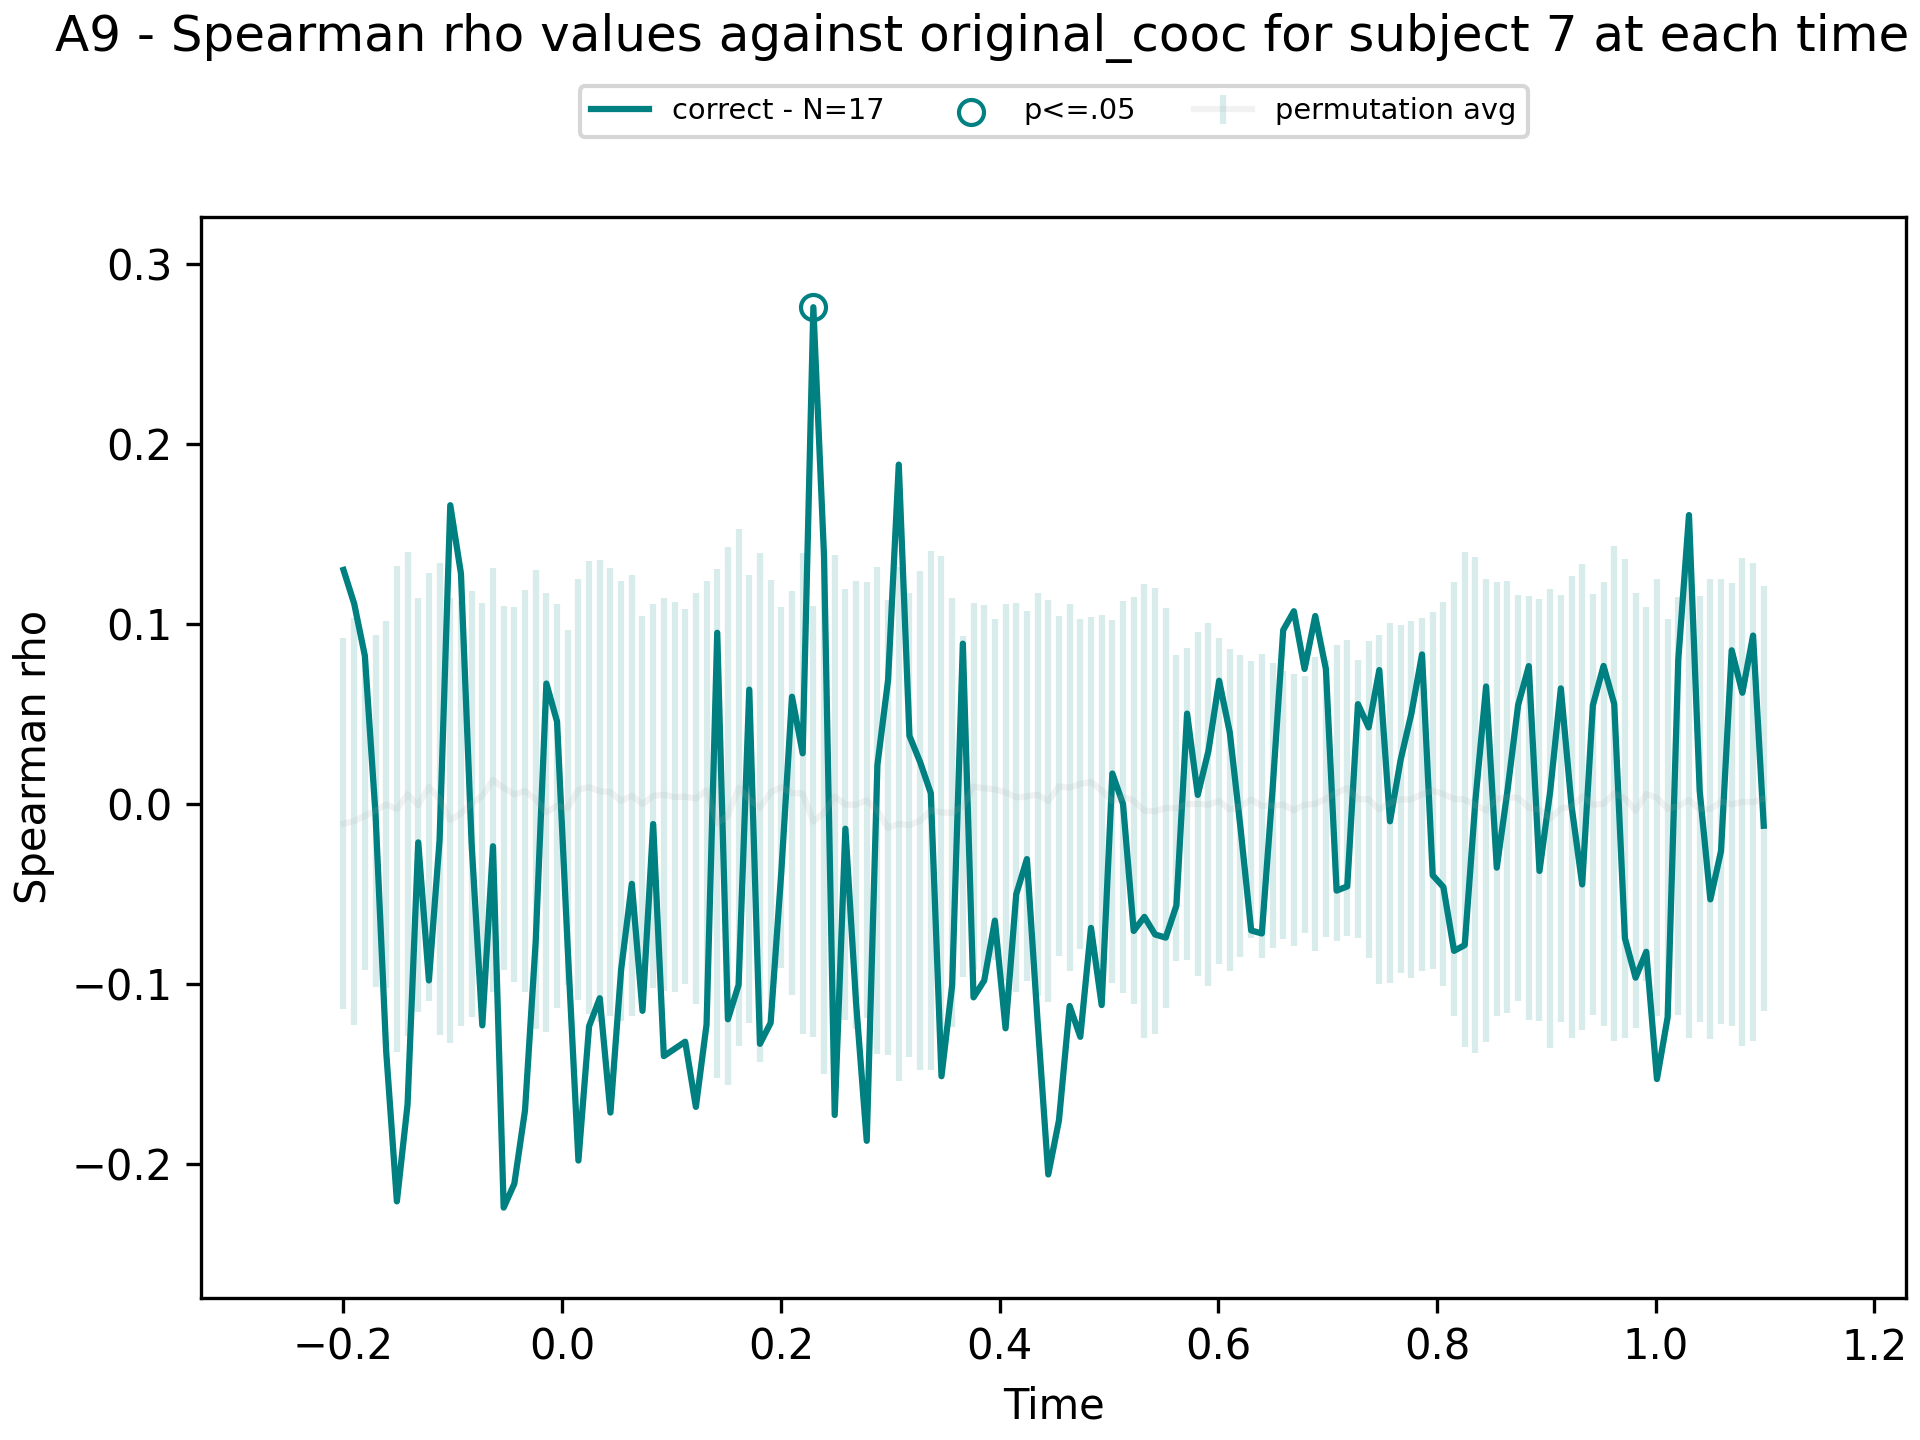 A9 - Spearman rho values against original_cooc for subject 7 at each time
correct - N=17 p<=.05 permutation avg
0.3
0.2
0.1
0.0
−0.1
−0.2
Spearman rho
−0.2 0.0 0.2 0.4 0.6 0.8 1.0 1.2
Time